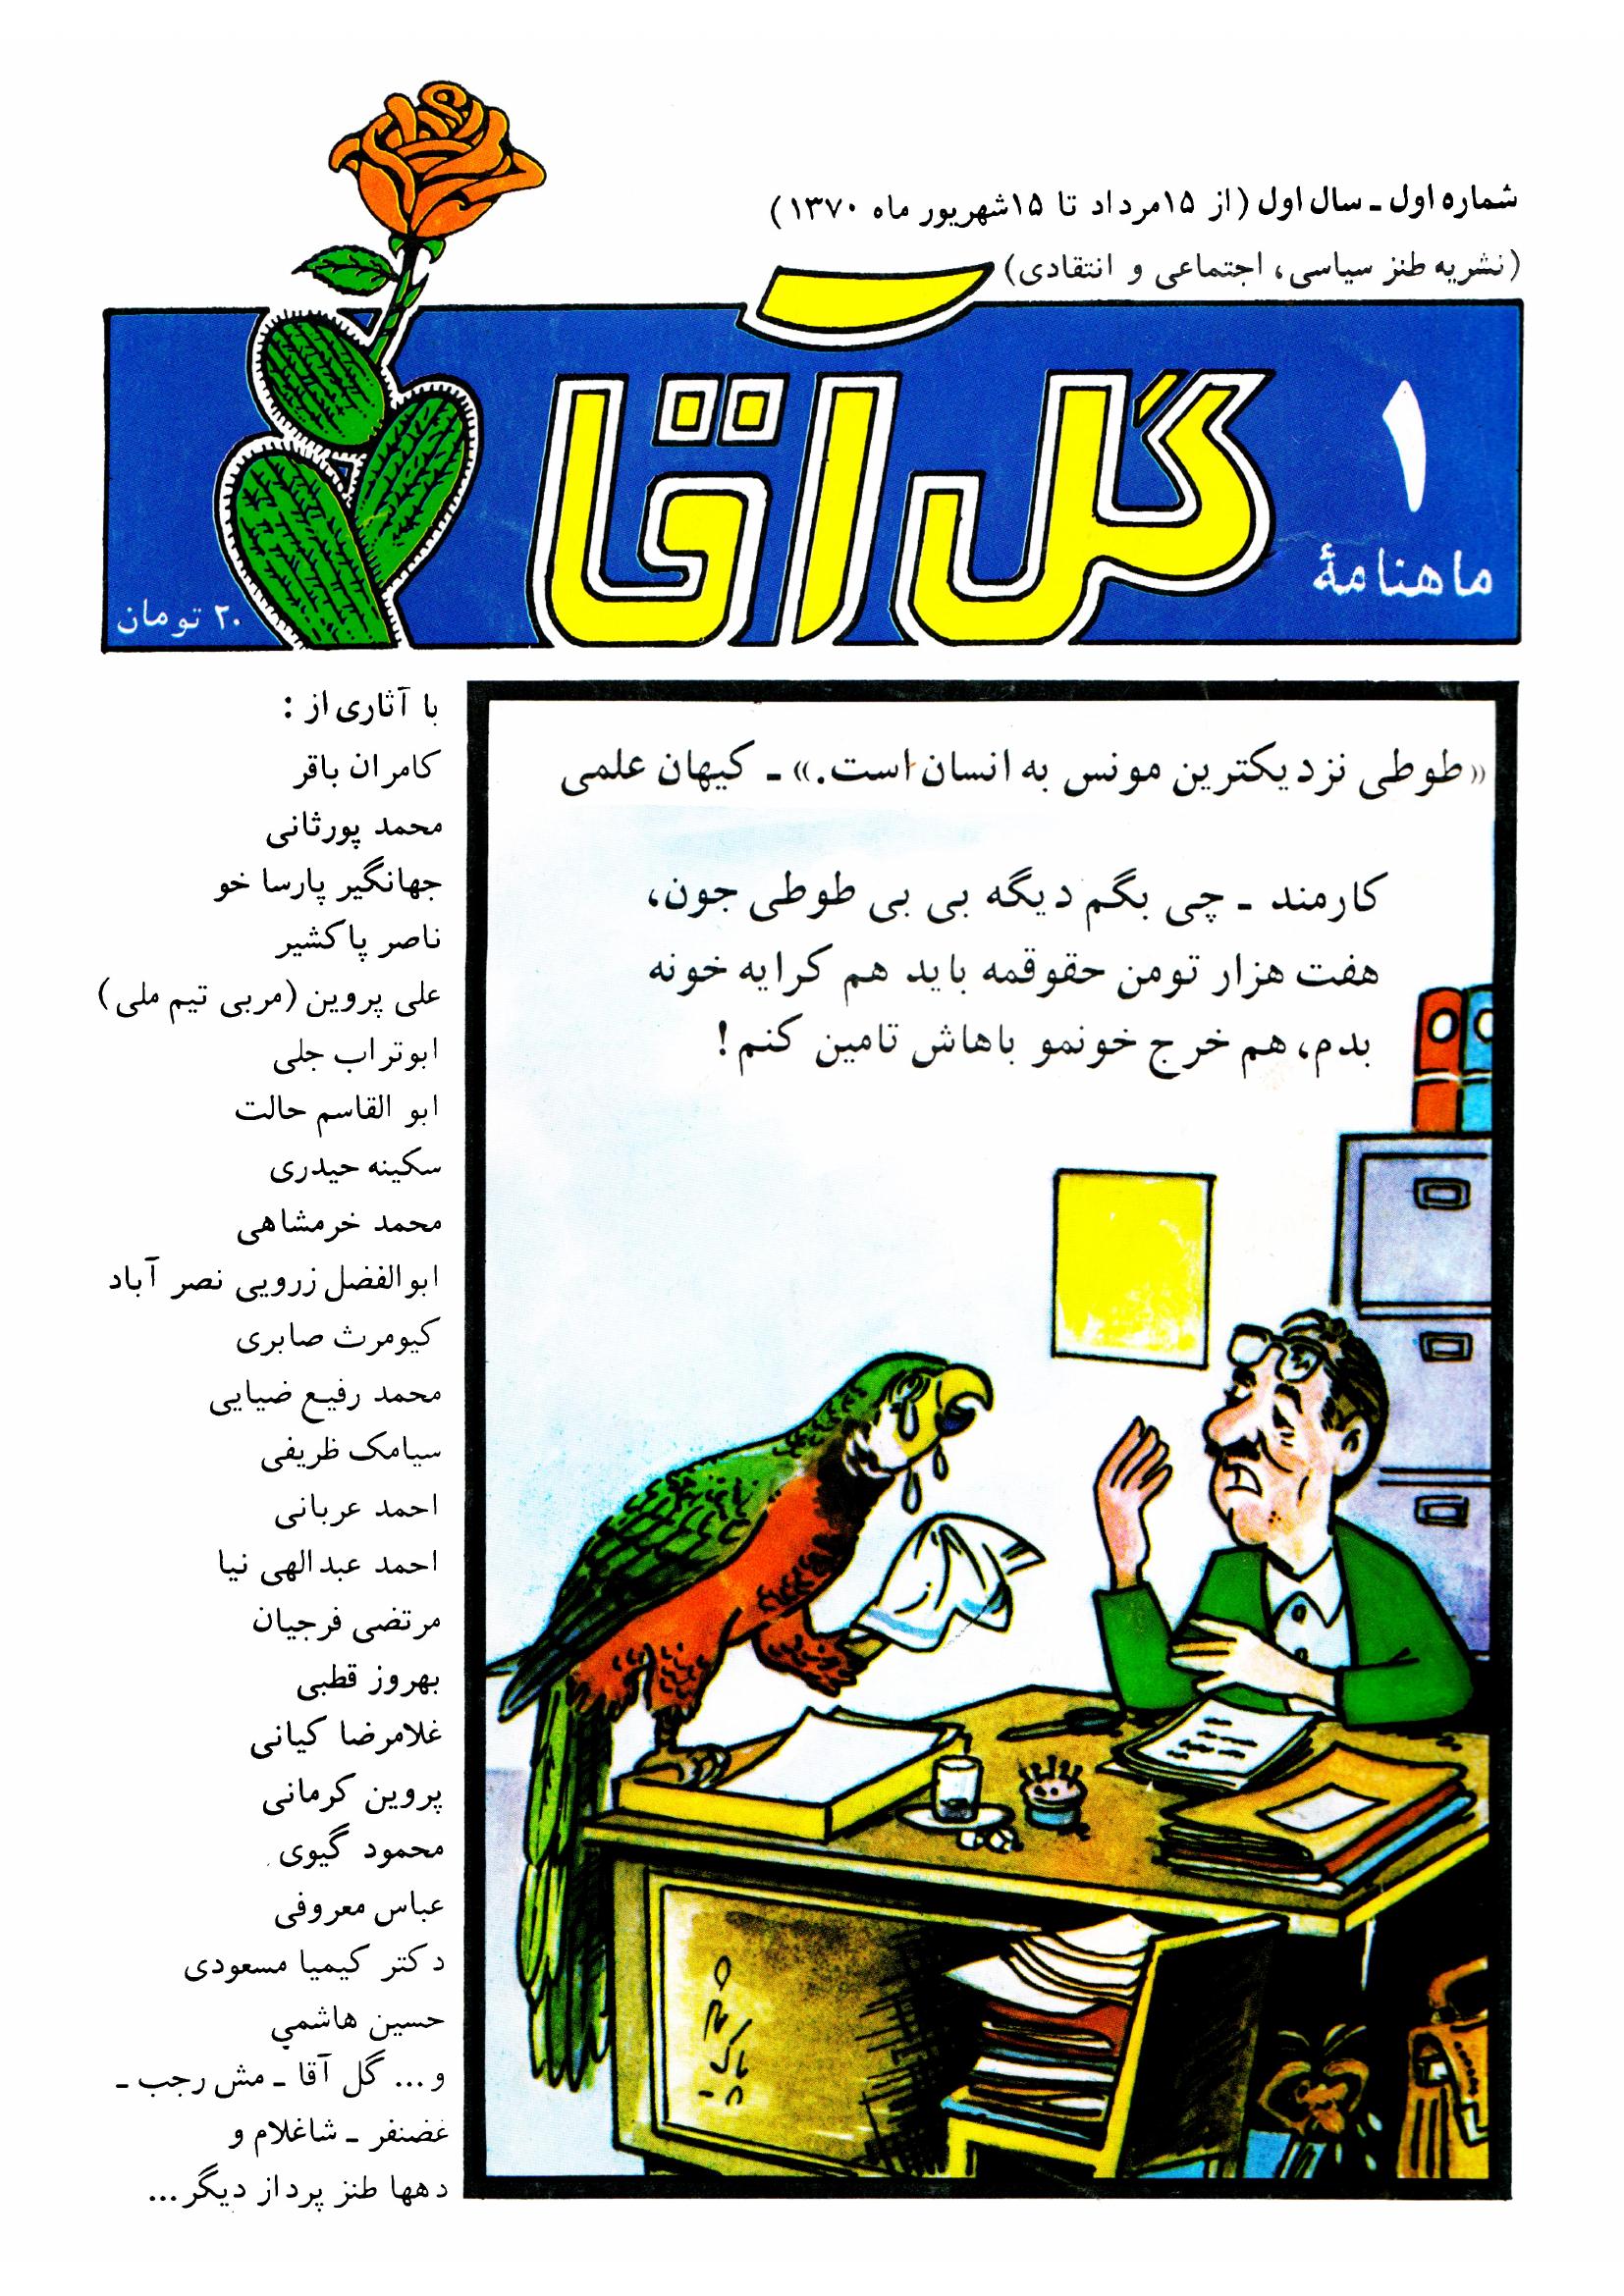 شماره اول ـ سال اول (از ۱۵مرداد تا ۱۵شهریور ماه ۱۳۷۰)
(نشریه طنز سیاسی، اجتماعی و انتقادی)
۱
ماهنامهٔ
گل آقا
۲۰ تومان
«طوطی نزدیکترین مونس به انسان است.» ـ کیهان علمی
کارمند ـ چی بگم دیگه بی بی طوطی جون،
هفت هزار تومن حقوقمه باید هم کرایه خونه
بدم، هم خرج خونمو باهاش تامین کنم!
با آثاری از :
کامران باقر
محمد پورثانی
جهانگیر پارسا خو
ناصر پاکشیر
علی پروین (مربی تیم ملی)
ابوتراب جلی
ابو القاسم حالت
سکینه حیدری
محمد خرمشاهی
ابوالفضل زرویی نصر آباد
کیومرث صابری
محمد رفیع ضیایی
سیامک ظریفی
احمد عربانی
احمد عبدالهی نیا
مرتضی فرجیان
بهروز قطبی
غلامرضا کیانی
پروین کرمانی
محمود گیوی
عباس معروفی
دکتر کیمیا مسعودی
حسین هاشمی
و... گل آقا ـ مش رجب ـ
غضنفر ـ شاغلام و
دهها طنز پرداز دیگر...